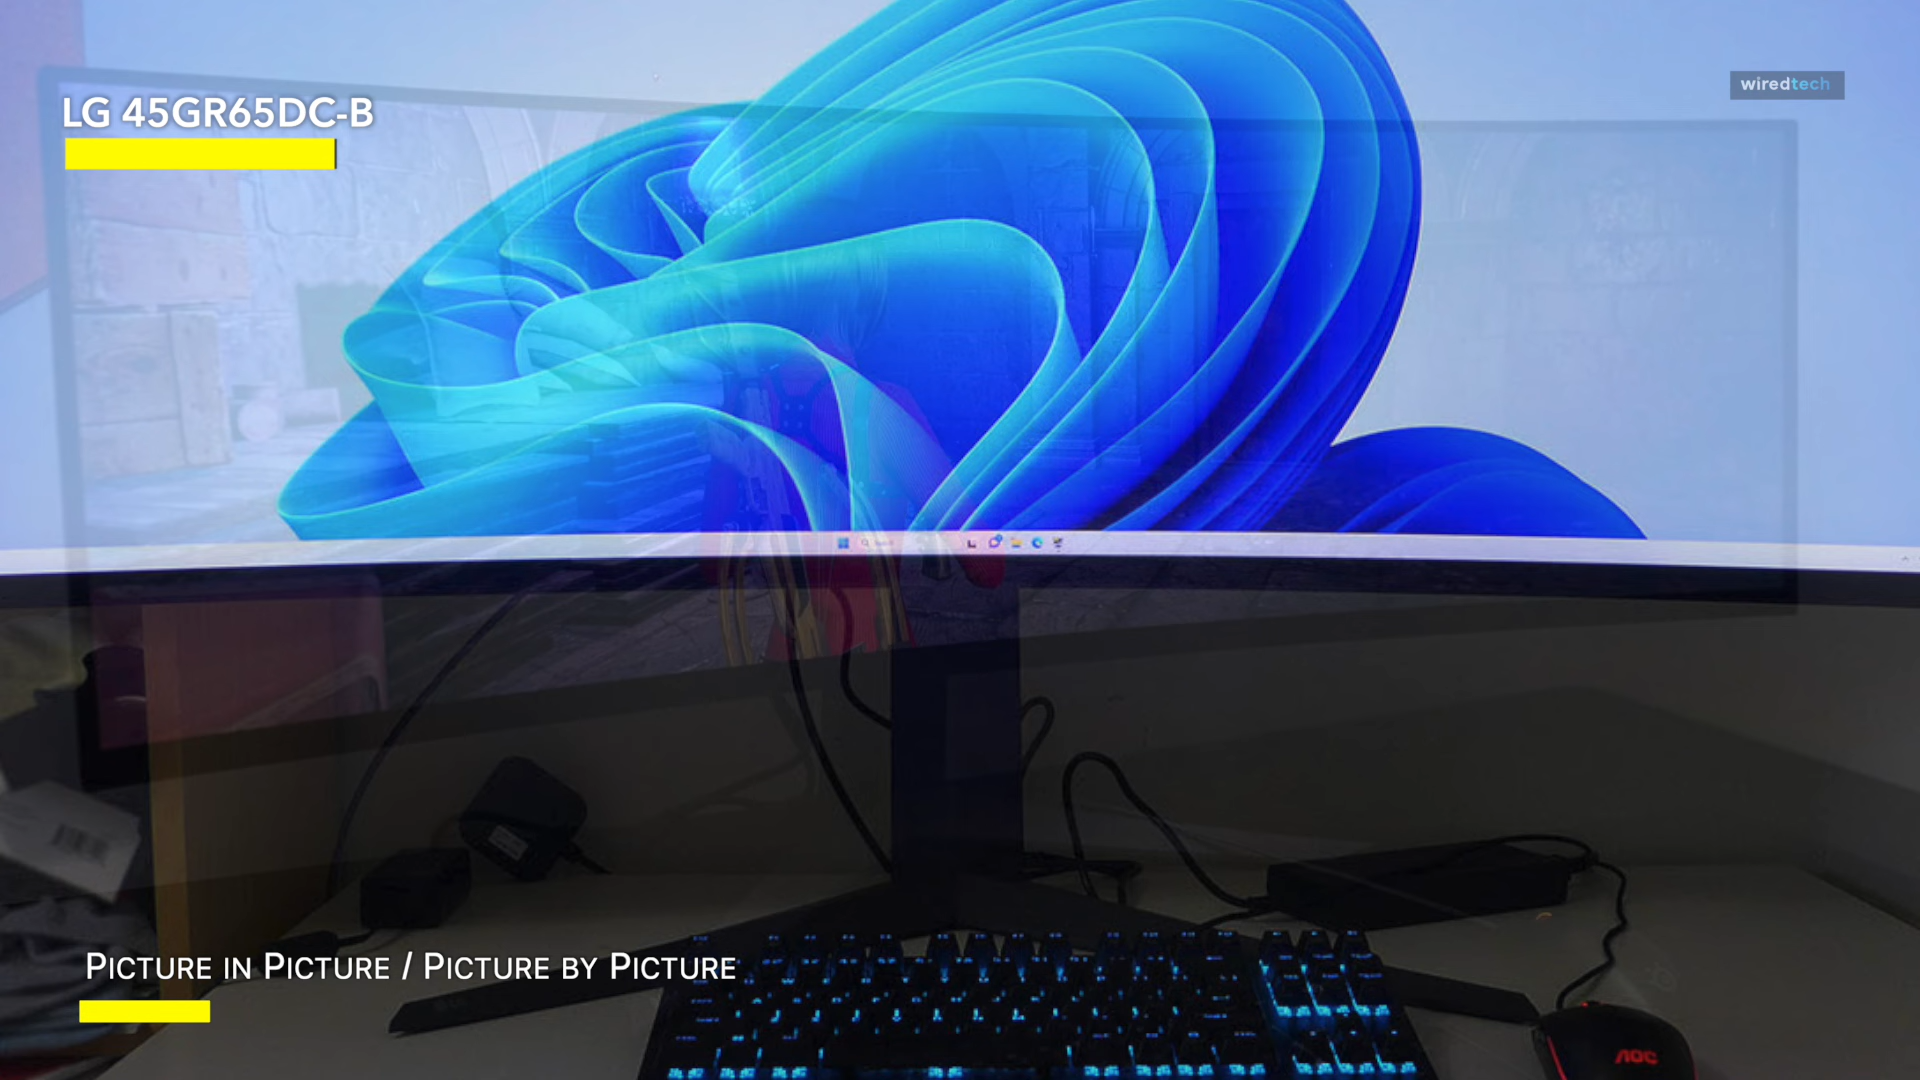 LG 45GR65DC-B
wiredtech
PICTURE IN PICTURE / PICTURE BY PICTURE
AOC